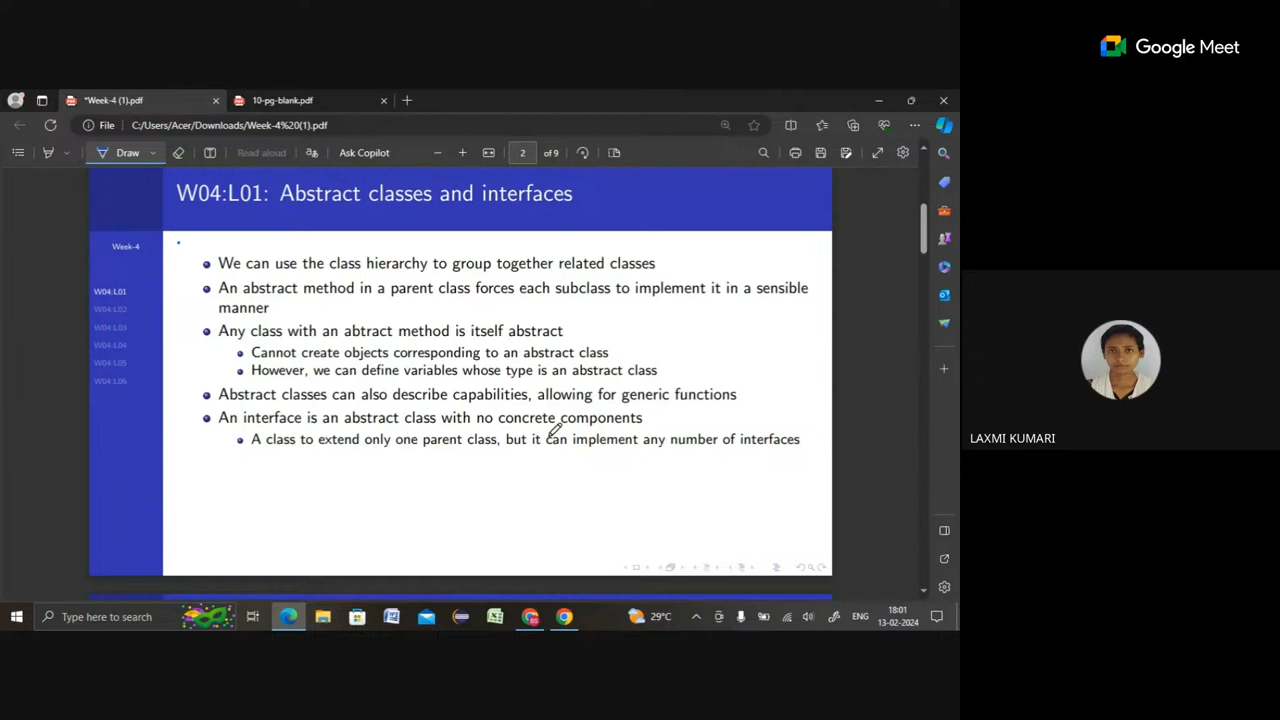 Google Meet
*Week-4 (1).pdf
10-pg-blank.pdf
File
C:/Users/Acer/Downloads/Week-4%20(1).pdf
Draw
Read aloud
aあ
Ask Copilot
2 of 9
W04:L01: Abstract classes and interfaces
Week-4
W04:L01
W04:L02
W04:L03
W04:L04
W04:L05
W04:L06
We can use the class hierarchy to group together related classes
An abstract method in a parent class forces each subclass to implement it in a sensible
manner
Any class with an abtract method is itself abstract
Cannot create objects corresponding to an abstract class
However, we can define variables whose type is an abstract class
Abstract classes can also describe capabilities, allowing for generic functions
An interface is an abstract class with no concrete components
A class to extend only one parent class, but it can implement any number of interfaces
LAXMI KUMARI
Type here to search
29°C
ENG
18:01
13-02-2024